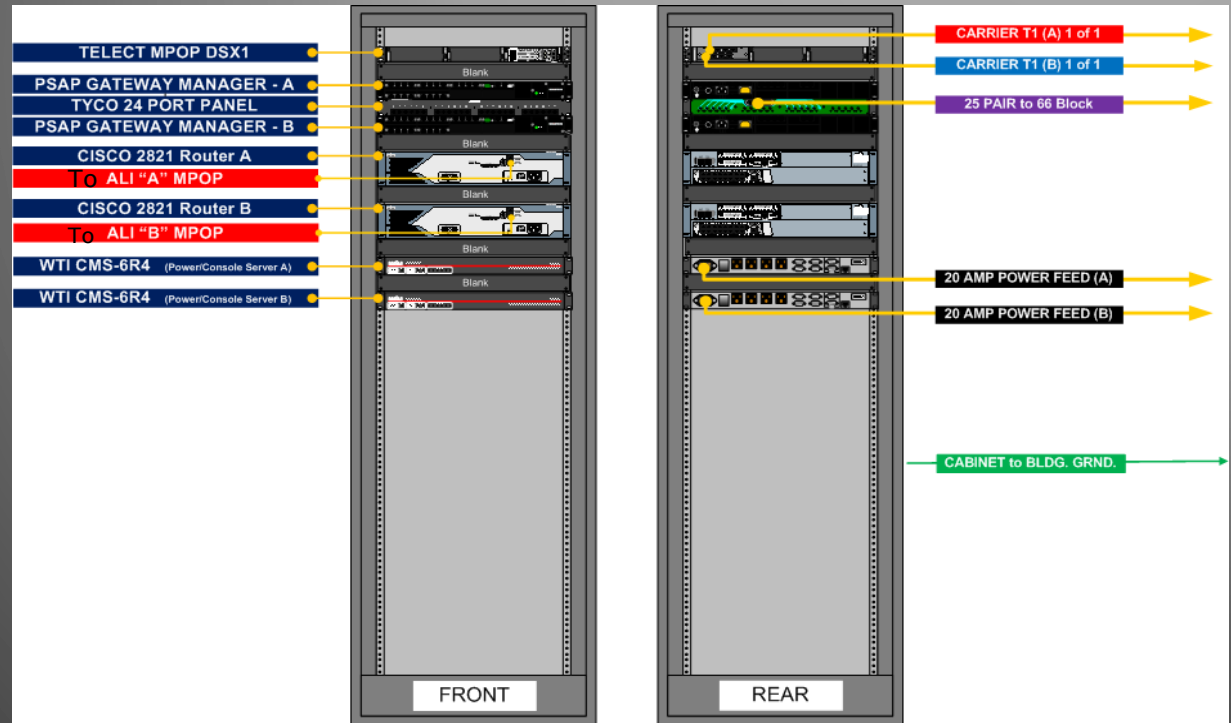 TELECT MPOP DSX1
PSAP GATEWAY MANAGER - A
TYCO 24 PORT PANEL
PSAP GATEWAY MANAGER - B
CISCO 2821 Router A
To ALI “A” MPOP
CISCO 2821 Router B
To ALI “B” MPOP
WTI CMS-6R4 (Power/Console Server A)
WTI CMS-6R4 (Power/Console Server B)
Blank
Blank
Blank
Blank
Blank
FRONT
REAR
CARRIER T1 (A) 1 of 1
CARRIER T1 (B) 1 of 1
25 PAIR to 66 Block
20 AMP POWER FEED (A)
20 AMP POWER FEED (B)
CABINET to BLDG. GRND.